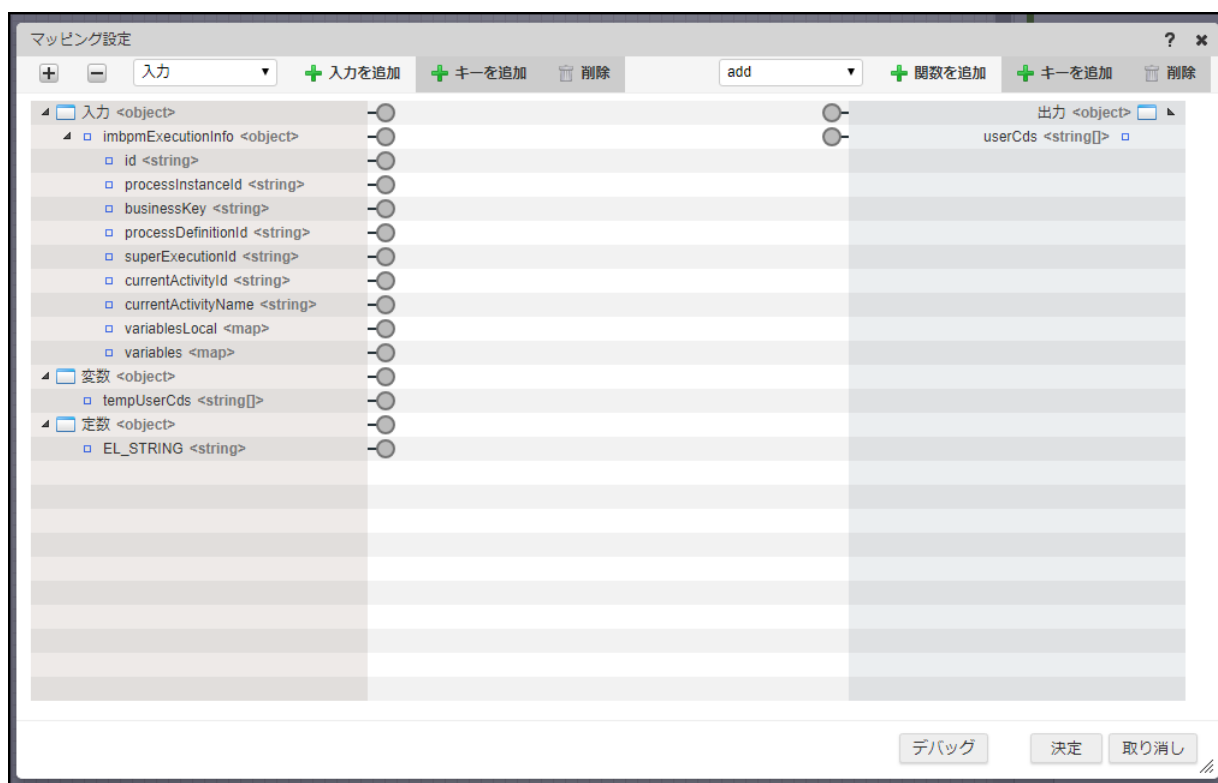 マッピング設定
?
入力 入力を追加 キーを追加 削除 add 関数を追加 キーを追加 削除
入力 <object> 出力 <object>
imbpmExecutionInfo <object> userCds <string[]>
id <string>
processInstanceId <string>
businessKey <string>
processDefinitionId <string>
superExecutionId <string>
currentActivityId <string>
currentActivityName <string>
variablesLocal <map>
variables <map>
変数 <object>
tempUserCds <string[]>
定数 <object>
EL_STRING <string>
デバッグ 決定 取り消し